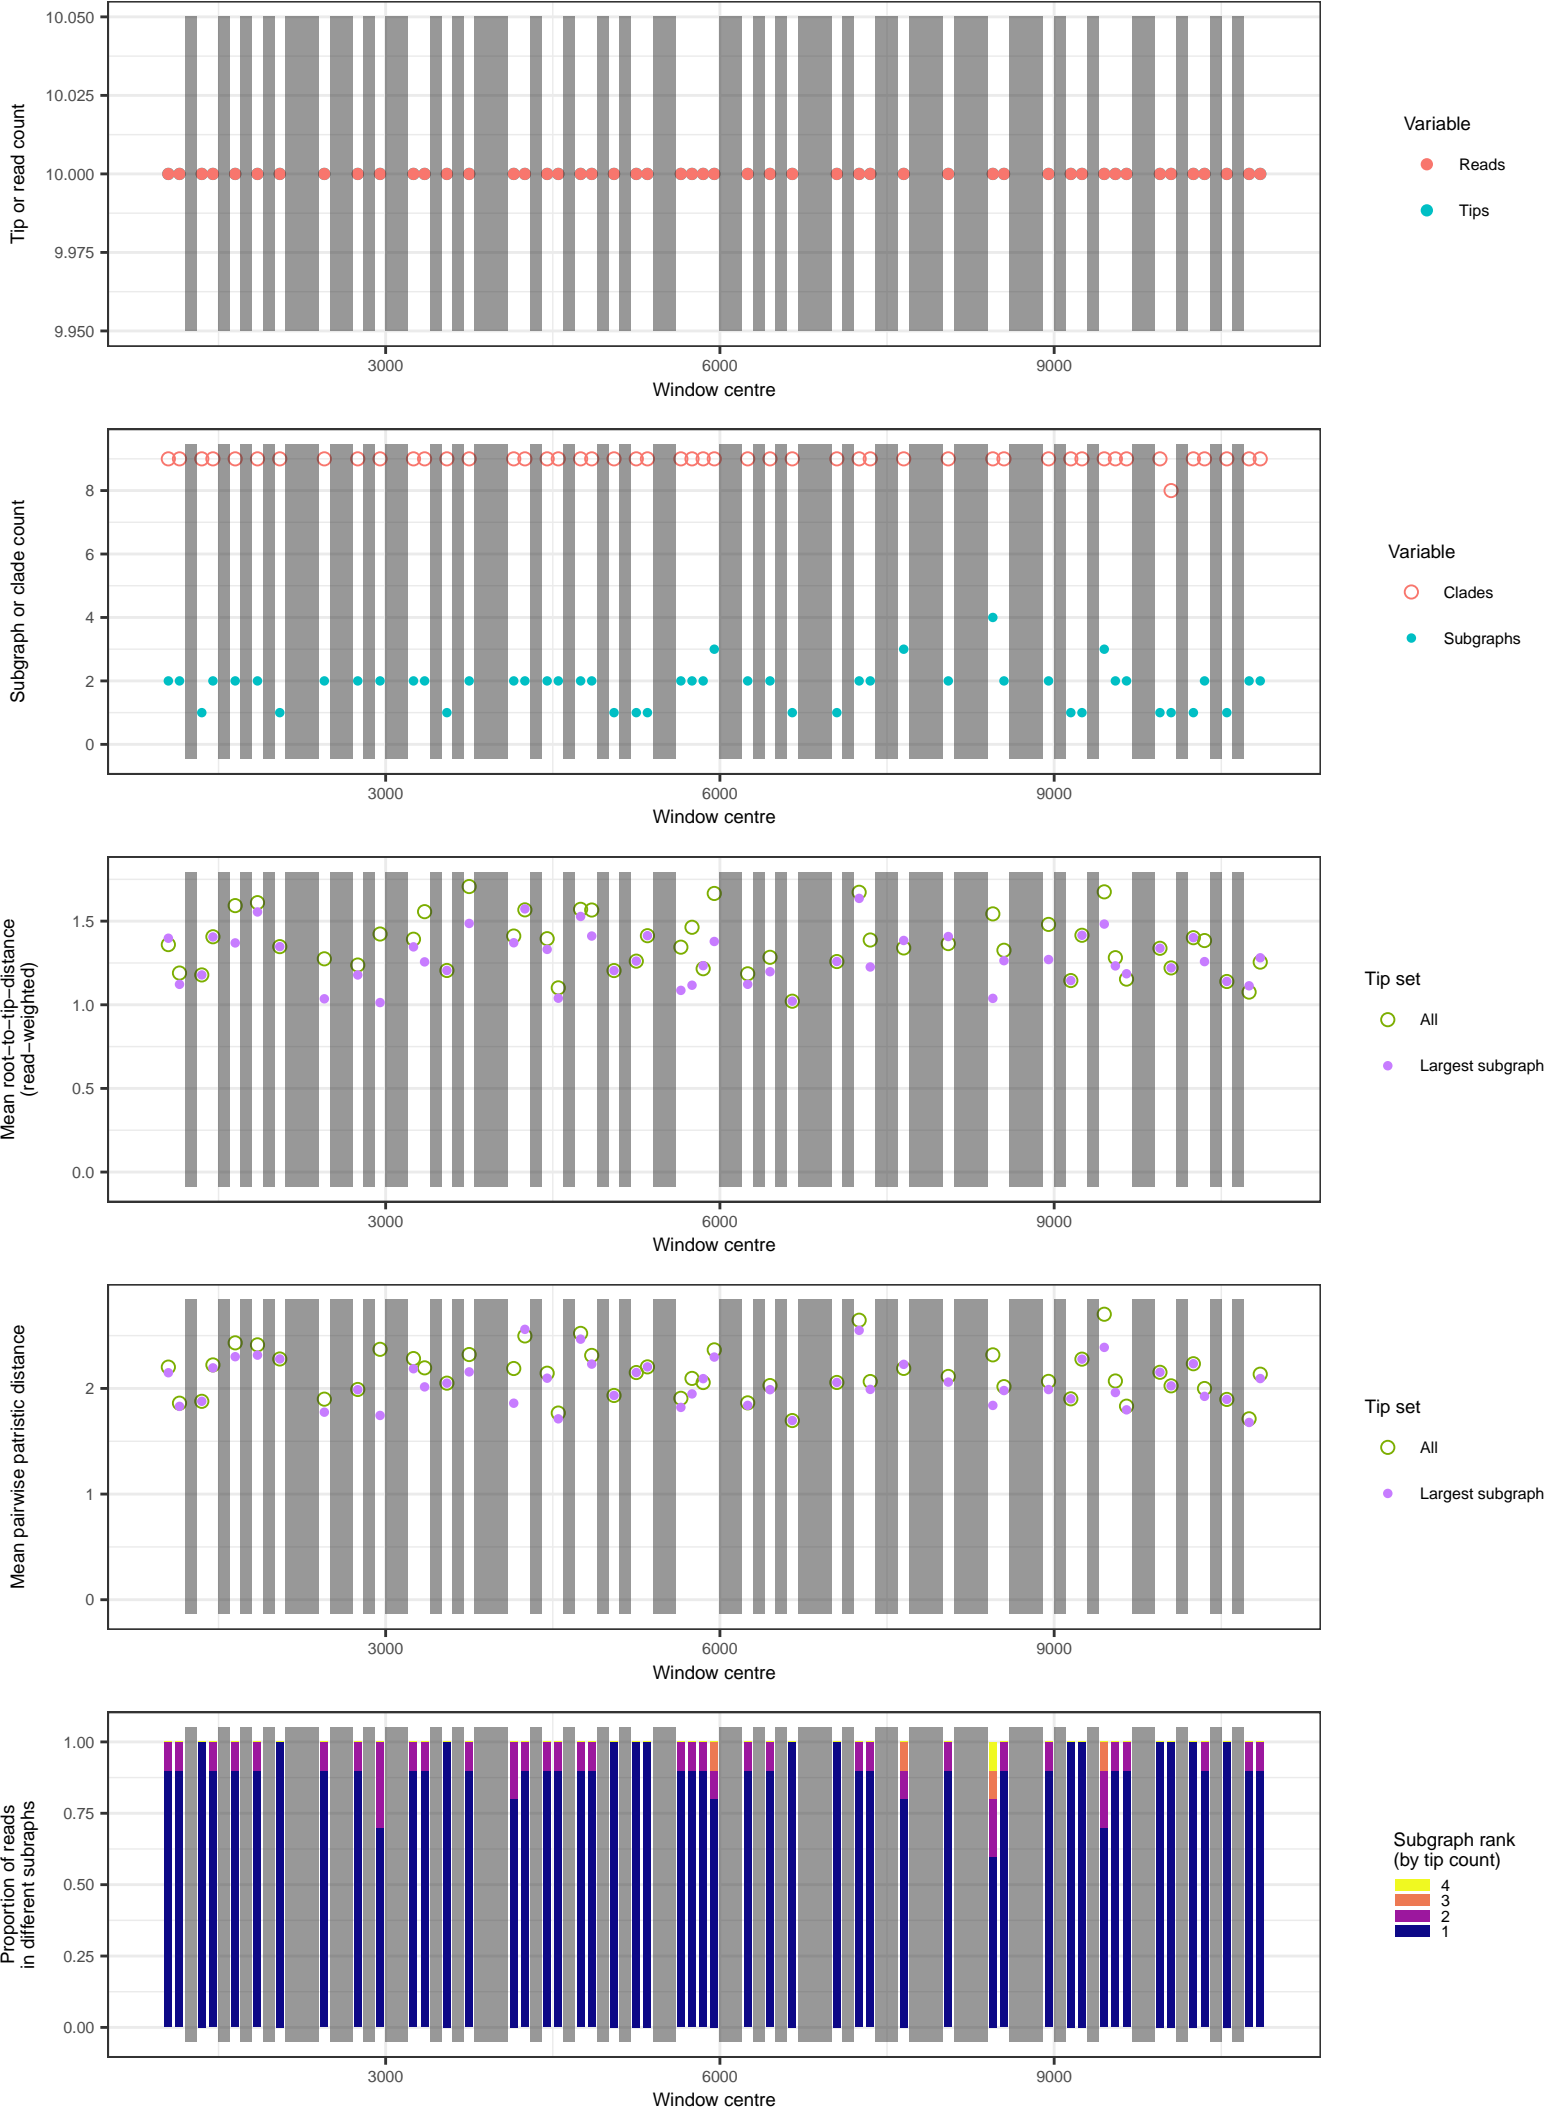 10.050
10.025
10.000
9.975
9.950
Tip or read count
3000
6000
9000
Window centre
Variable
Reads
Tips
8
6
4
2
0
Subgraph or clade count
3000
6000
9000
Window centre
Variable
Clades
Subgraphs
1.5
1.0
0.5
0.0
Mean root−to−tip−distance
(read−weighted)
3000
6000
9000
Window centre
Tip set
All
Largest subgraph
2
1
0
Mean pairwise patristic distance
3000
6000
9000
Window centre
Tip set
All
Largest subgraph
1.00
0.75
0.50
0.25
0.00
Proportion of reads
in different subraphs
3000
6000
9000
Window centre
Subgraph rank
(by tip count)
4
3
2
1